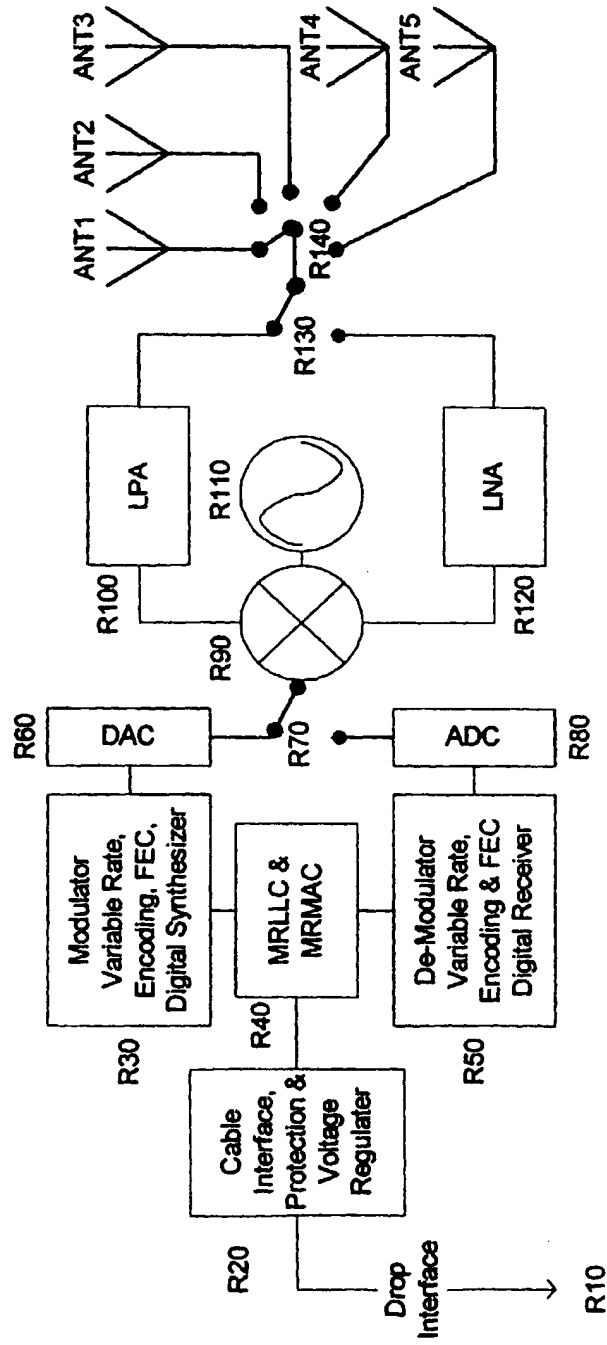 Drop
Interface
R10
R20
Cable
Interface,
Protection &
Voltage
Regulater
R30
Modulator
Variable Rate,
Encoding, FEC,
Digital Synthesizer
R40
MRLLC &
MRMAC
R50
De-Modulator
Variable Rate,
Encoding & FEC
Digital Receiver
R60
DAC
R70
ADC
R80
R90
R100
LPA
R110
LNA
R120
R130
R140
ANT1
ANT2
ANT3
ANT4
ANT5